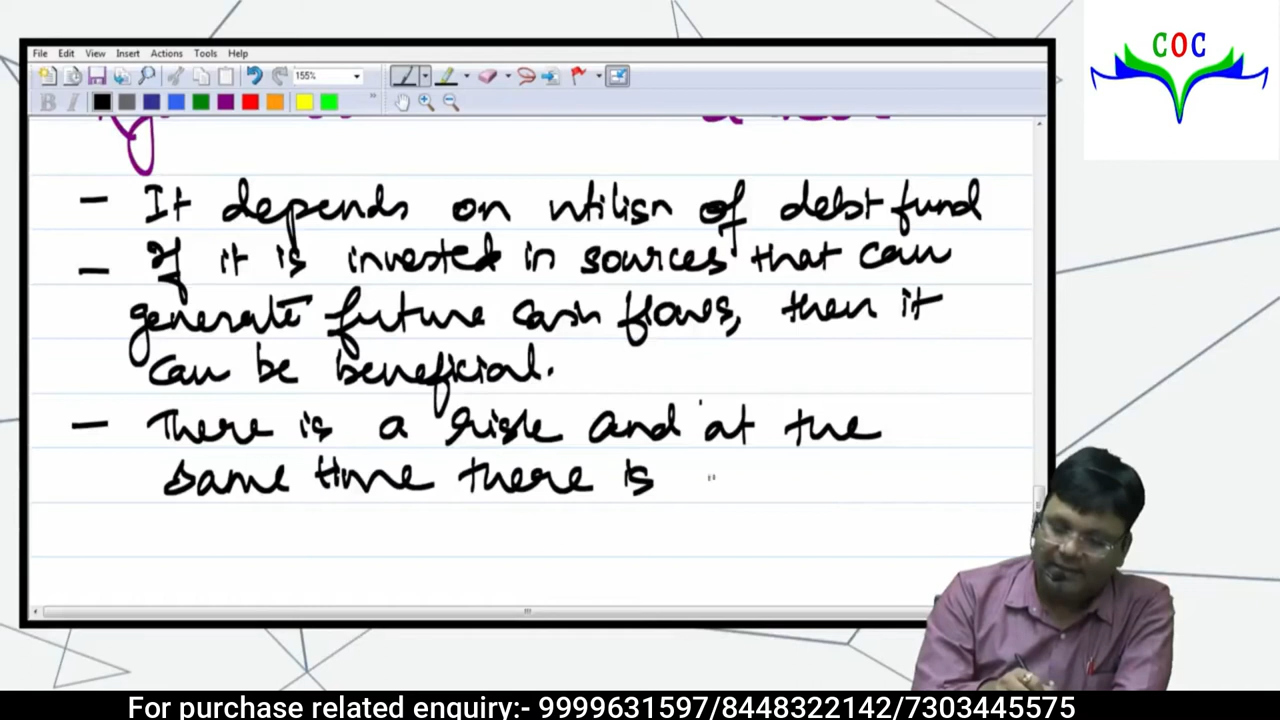 COC
File Edit View Insert Actions Tools Help
155%
B I
- It depends on utilisn of debt fund
- If it is invested in sources that can
generate future cash flows, then it
can be beneficial.
- There is a risk and at the
same time there is
For purchase related enquiry:- 9999631597/8448322142/7303445575